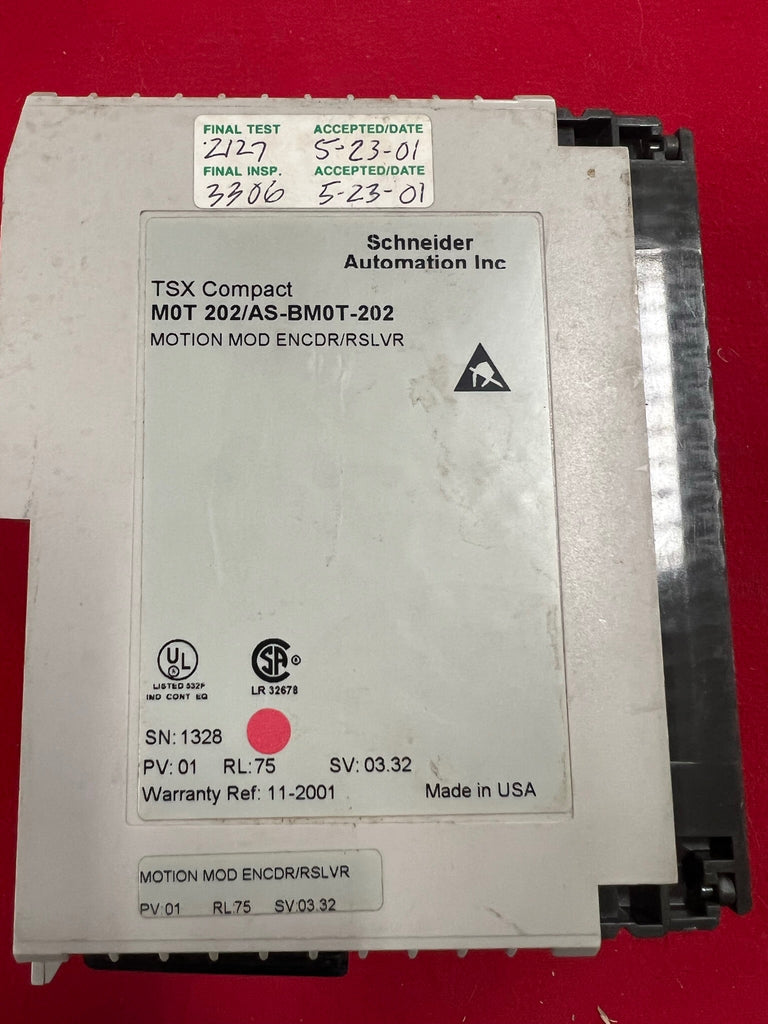 FINAL TEST ACCEPTED/DATE
2127 5-23-01
FINAL INSP. ACCEPTED/DATE
3306 5-23-01
Schneider
Automation Inc
TSX Compact
M0T 202/AS-BM0T-202
MOTION MOD ENCDR/RSLVR
UL
LISTED 532F
IND CONT EQ
SA
LR 32678
SN: 1328
PV: 01 RL: 75 SV: 03.32
Warranty Ref: 11-2001 Made in USA
MOTION MOD ENCDR/RSLVR
PV:01 RL:75 SV:03.32